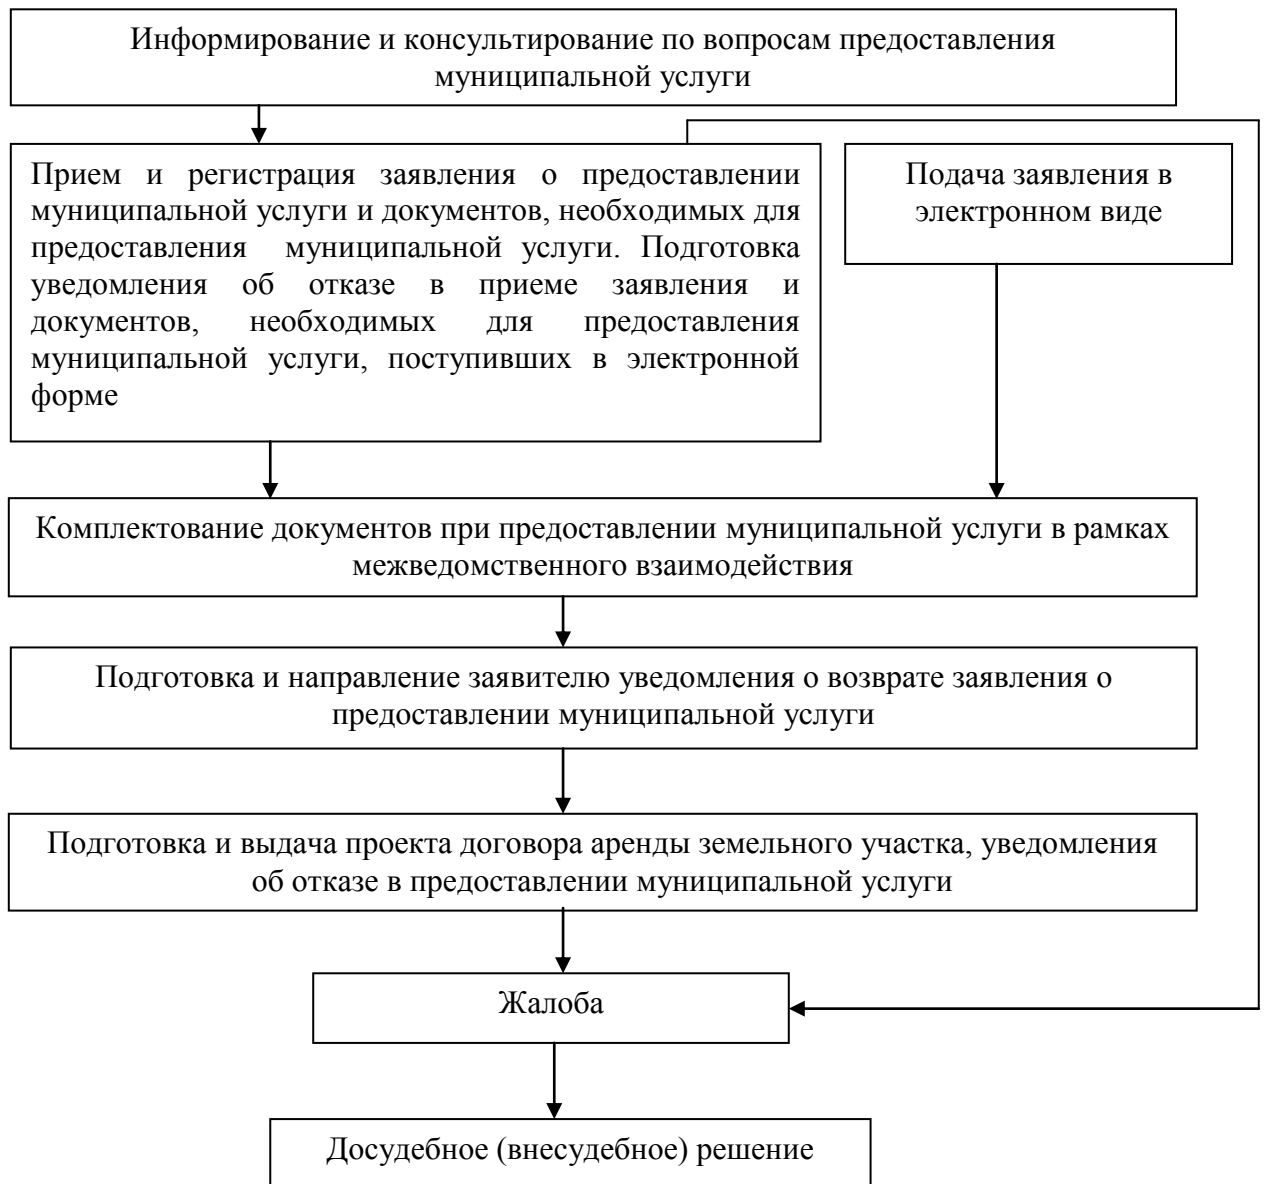 Информирование и консультирование по вопросам предоставления
муниципальной услуги
Прием и регистрация заявления о предоставлении
муниципальной услуги и документов, необходимых для
предоставления муниципальной услуги. Подготовка
уведомления об отказе в приеме заявления и
документов, необходимых для предоставления
муниципальной услуги, поступивших в электронной
форме
Подача заявления в
электронном виде
Комплектование документов при предоставлении муниципальной услуги в рамках
межведомственного взаимодействия
Подготовка и направление заявителю уведомления о возврате заявления о
предоставлении муниципальной услуги
Подготовка и выдача проекта договора аренды земельного участка, уведомления
об отказе в предоставлении муниципальной услуги
Жалоба
Досудебное (внесудебное) решение